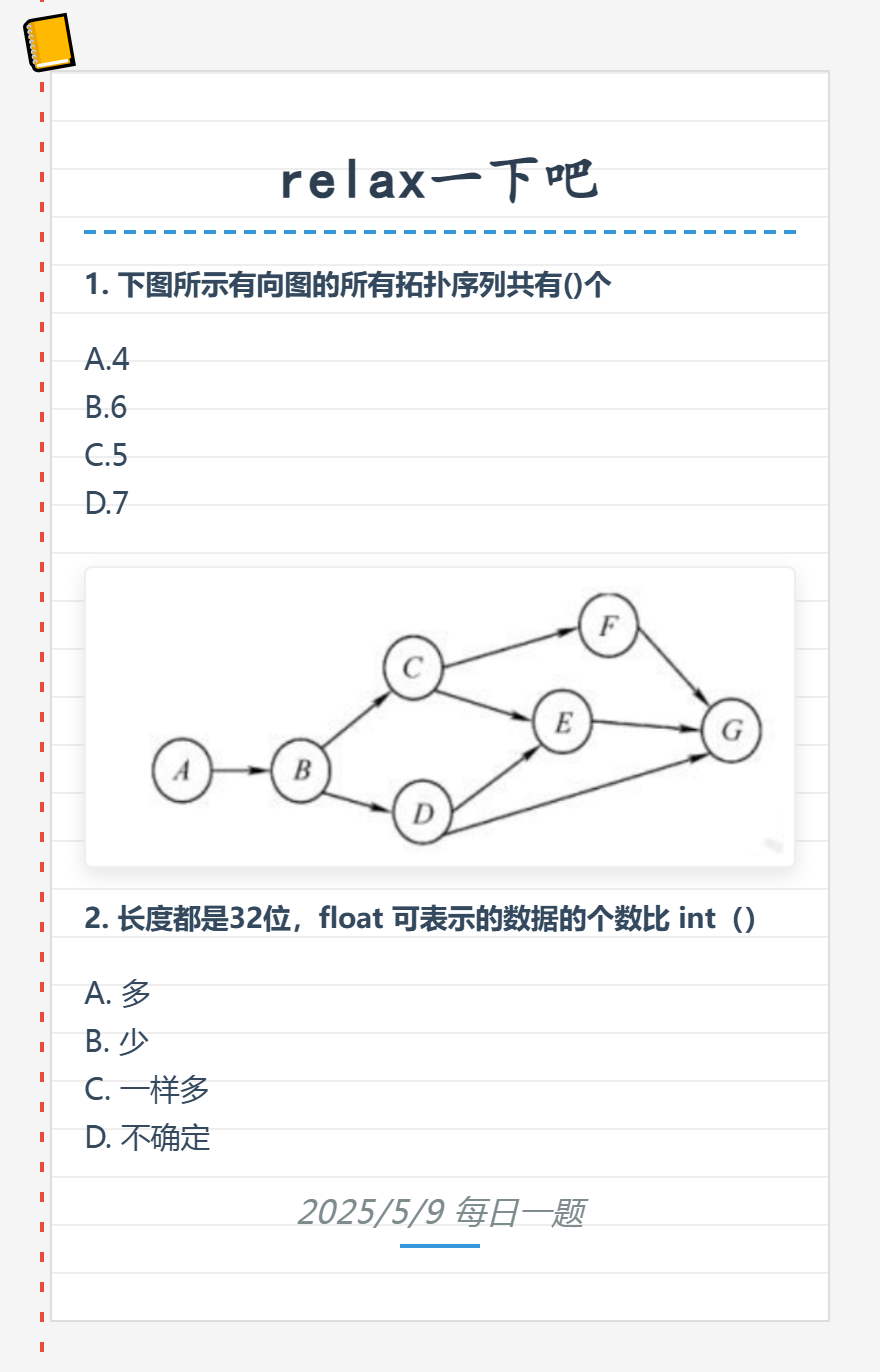 relax一下吧
1. 下图所示有向图的所有拓扑序列共有()个
A.4
B.6
C.5
D.7
F
C
E
G
A
B
D
2. 长度都是32位，float 可表示的数据的个数比 int（）
A. 多
B. 少
C. 一样多
D. 不确定
2025/5/9 每日一题